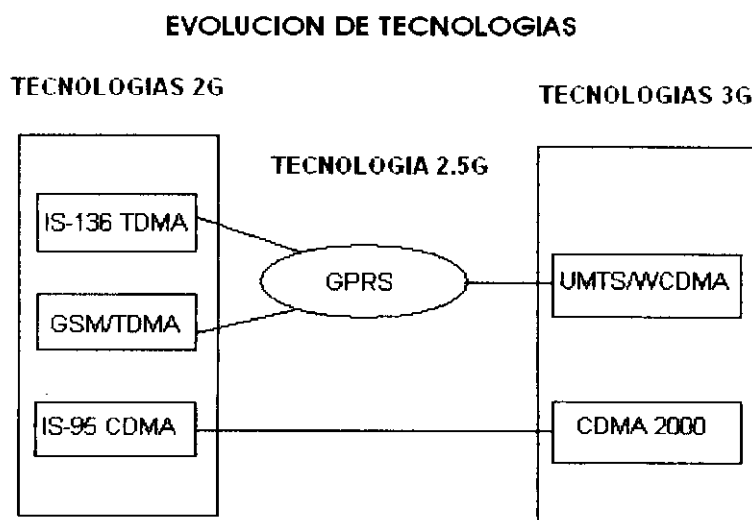 EVOLUCION DE TECNOLOGIAS
TECNOLOGIAS 2G
TECNOLOGIAS 3G
TECNOLOGIA 2.5G
IS-136 TDMA
GPRS
UMTS/WCDMA
GSM/TDMA
IS-95 CDMA
CDMA 2000